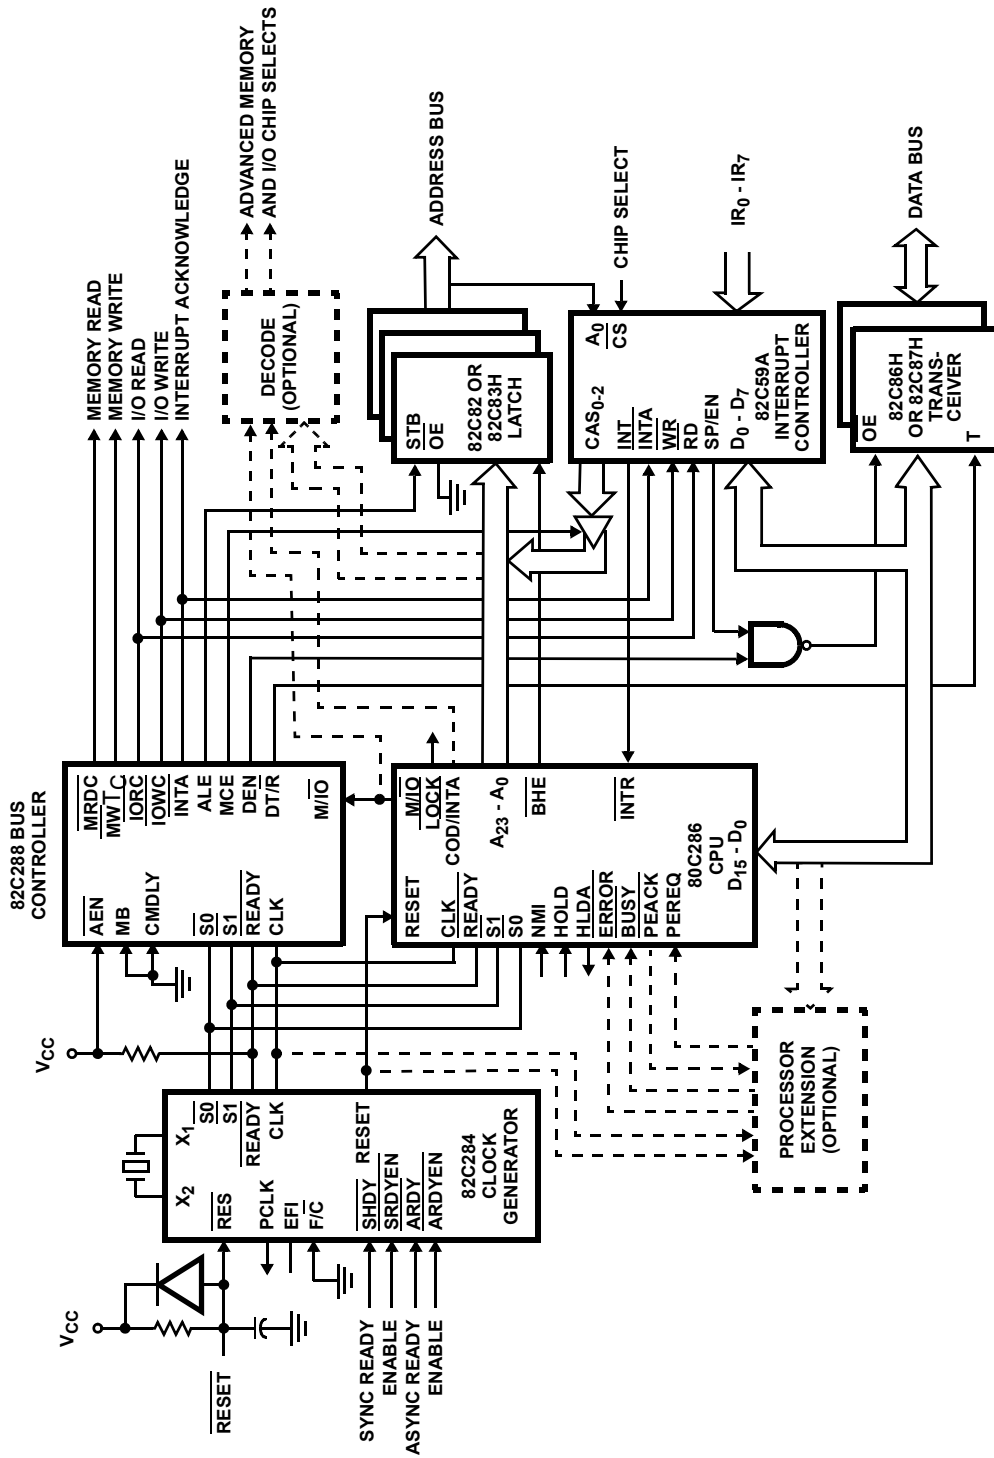 MEMORY READ
MEMORY WRITE
I/O READ
I/O WRITE
INTERRUPT ACKNOWLEDGE
ADVANCED MEMORY
AND I/O CHIP SELECTS
DECODE
(OPTIONAL)
ADDRESS BUS
STB
OE
82C82 OR
82C83H
LATCH
CHIP SELECT
IR0 - IR7
A0
CS
CAS0-2
INT
INTA
WR
RD
SP/EN
D0 - D7
82C59A
INTERRUPT
CONTROLLER
DATA BUS
OE
82C86H
OR 82C87H
TRANS-
CEIVER
T
82C288 BUS
CONTROLLER
MRDC
MWTC
IORC
IOWC
INTA
ALE
MCE
DEN
DT/R
M/IO
AEN
MB
CMDLY
S0
S1
READY
CLK
M/IO
LOCK
COD/INTA
A23 - A0
BHE
INTR
80C286
CPU
D15 - D0
RESET
CLK
READY
S1
S0
NMI
HOLD
HLDA
ERROR
BUSY
PEACK
PEREQ
PROCESSOR
EXTENSION
(OPTIONAL)
VCC
X1
X2
S0
S1
READY
CLK
RESET
82C284
CLOCK
GENERATOR
RES
PCLK
EFI
F/C
SHDY
SRDYEN
ARDY
ARDYEN
VCC
RESET
SYNC READY
ENABLE
ASYNC READY
ENABLE